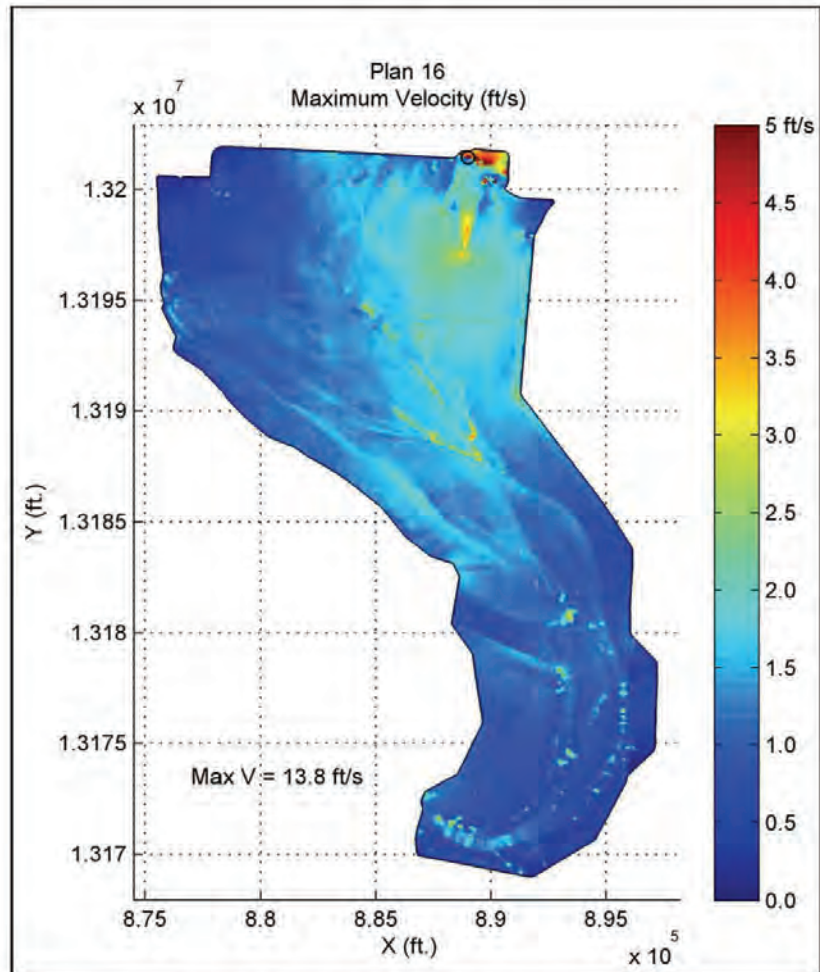 Plan 16
Maximum Velocity (ft/s)
x 10^7
1.32
1.3195
1.319
1.3185
1.318
1.3175
1.317
Y (ft.)
Max V = 13.8 ft/s
8.75
8.8
8.85
8.9
8.95
X (ft.)
x 10^5
5 ft/s
4.5
4.0
3.5
3.0
2.5
2.0
1.5
1.0
0.5
0.0